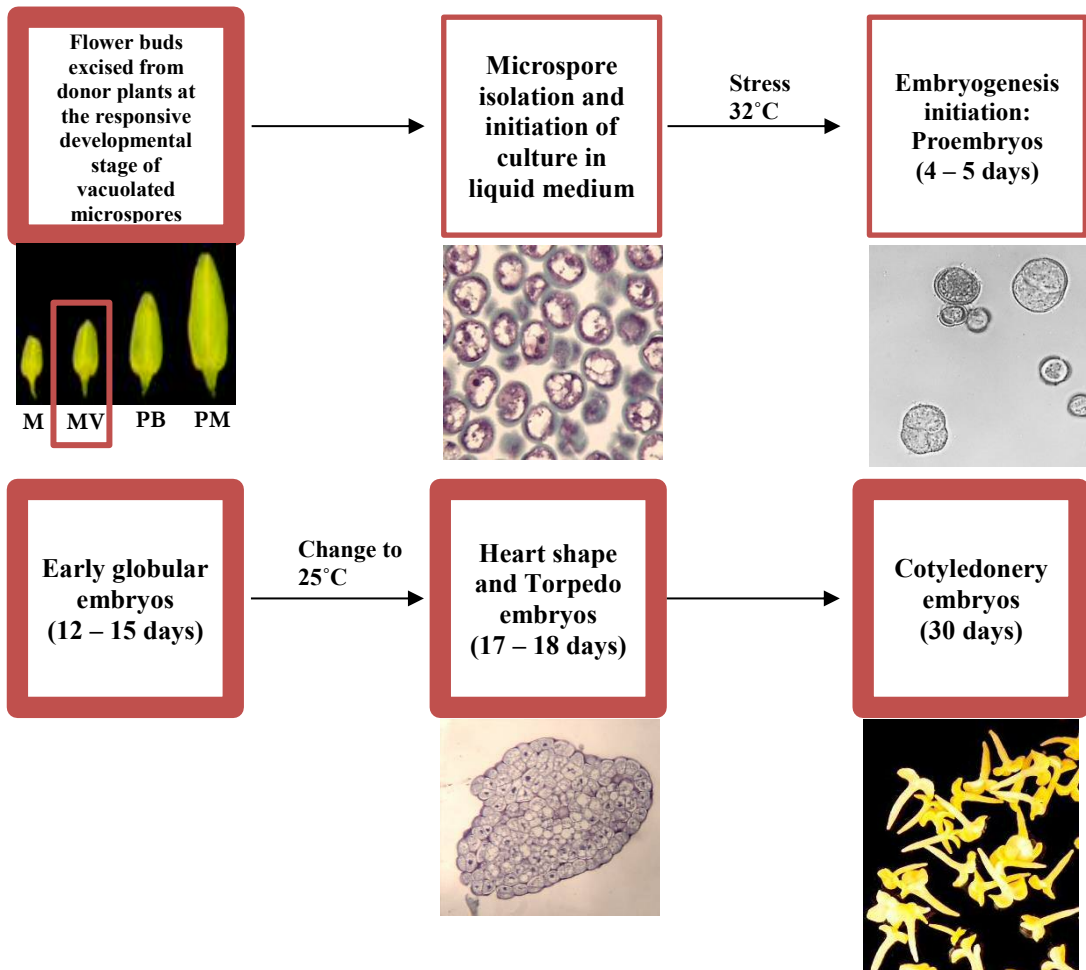 Flower buds
excised from
donor plants at
the responsive
developmental
stage of
vacuolated
microspores
Microspore
isolation and
initiation of
culture in
liquid medium
Stress
32˚C
Embryogenesis
initiation:
Proembryos
(4 – 5 days)
M MV PB PM
Early globular
embryos
(12 – 15 days)
Change to
25˚C
Heart shape
and Torpedo
embryos
(17 – 18 days)
Cotyledonery
embryos
(30 days)